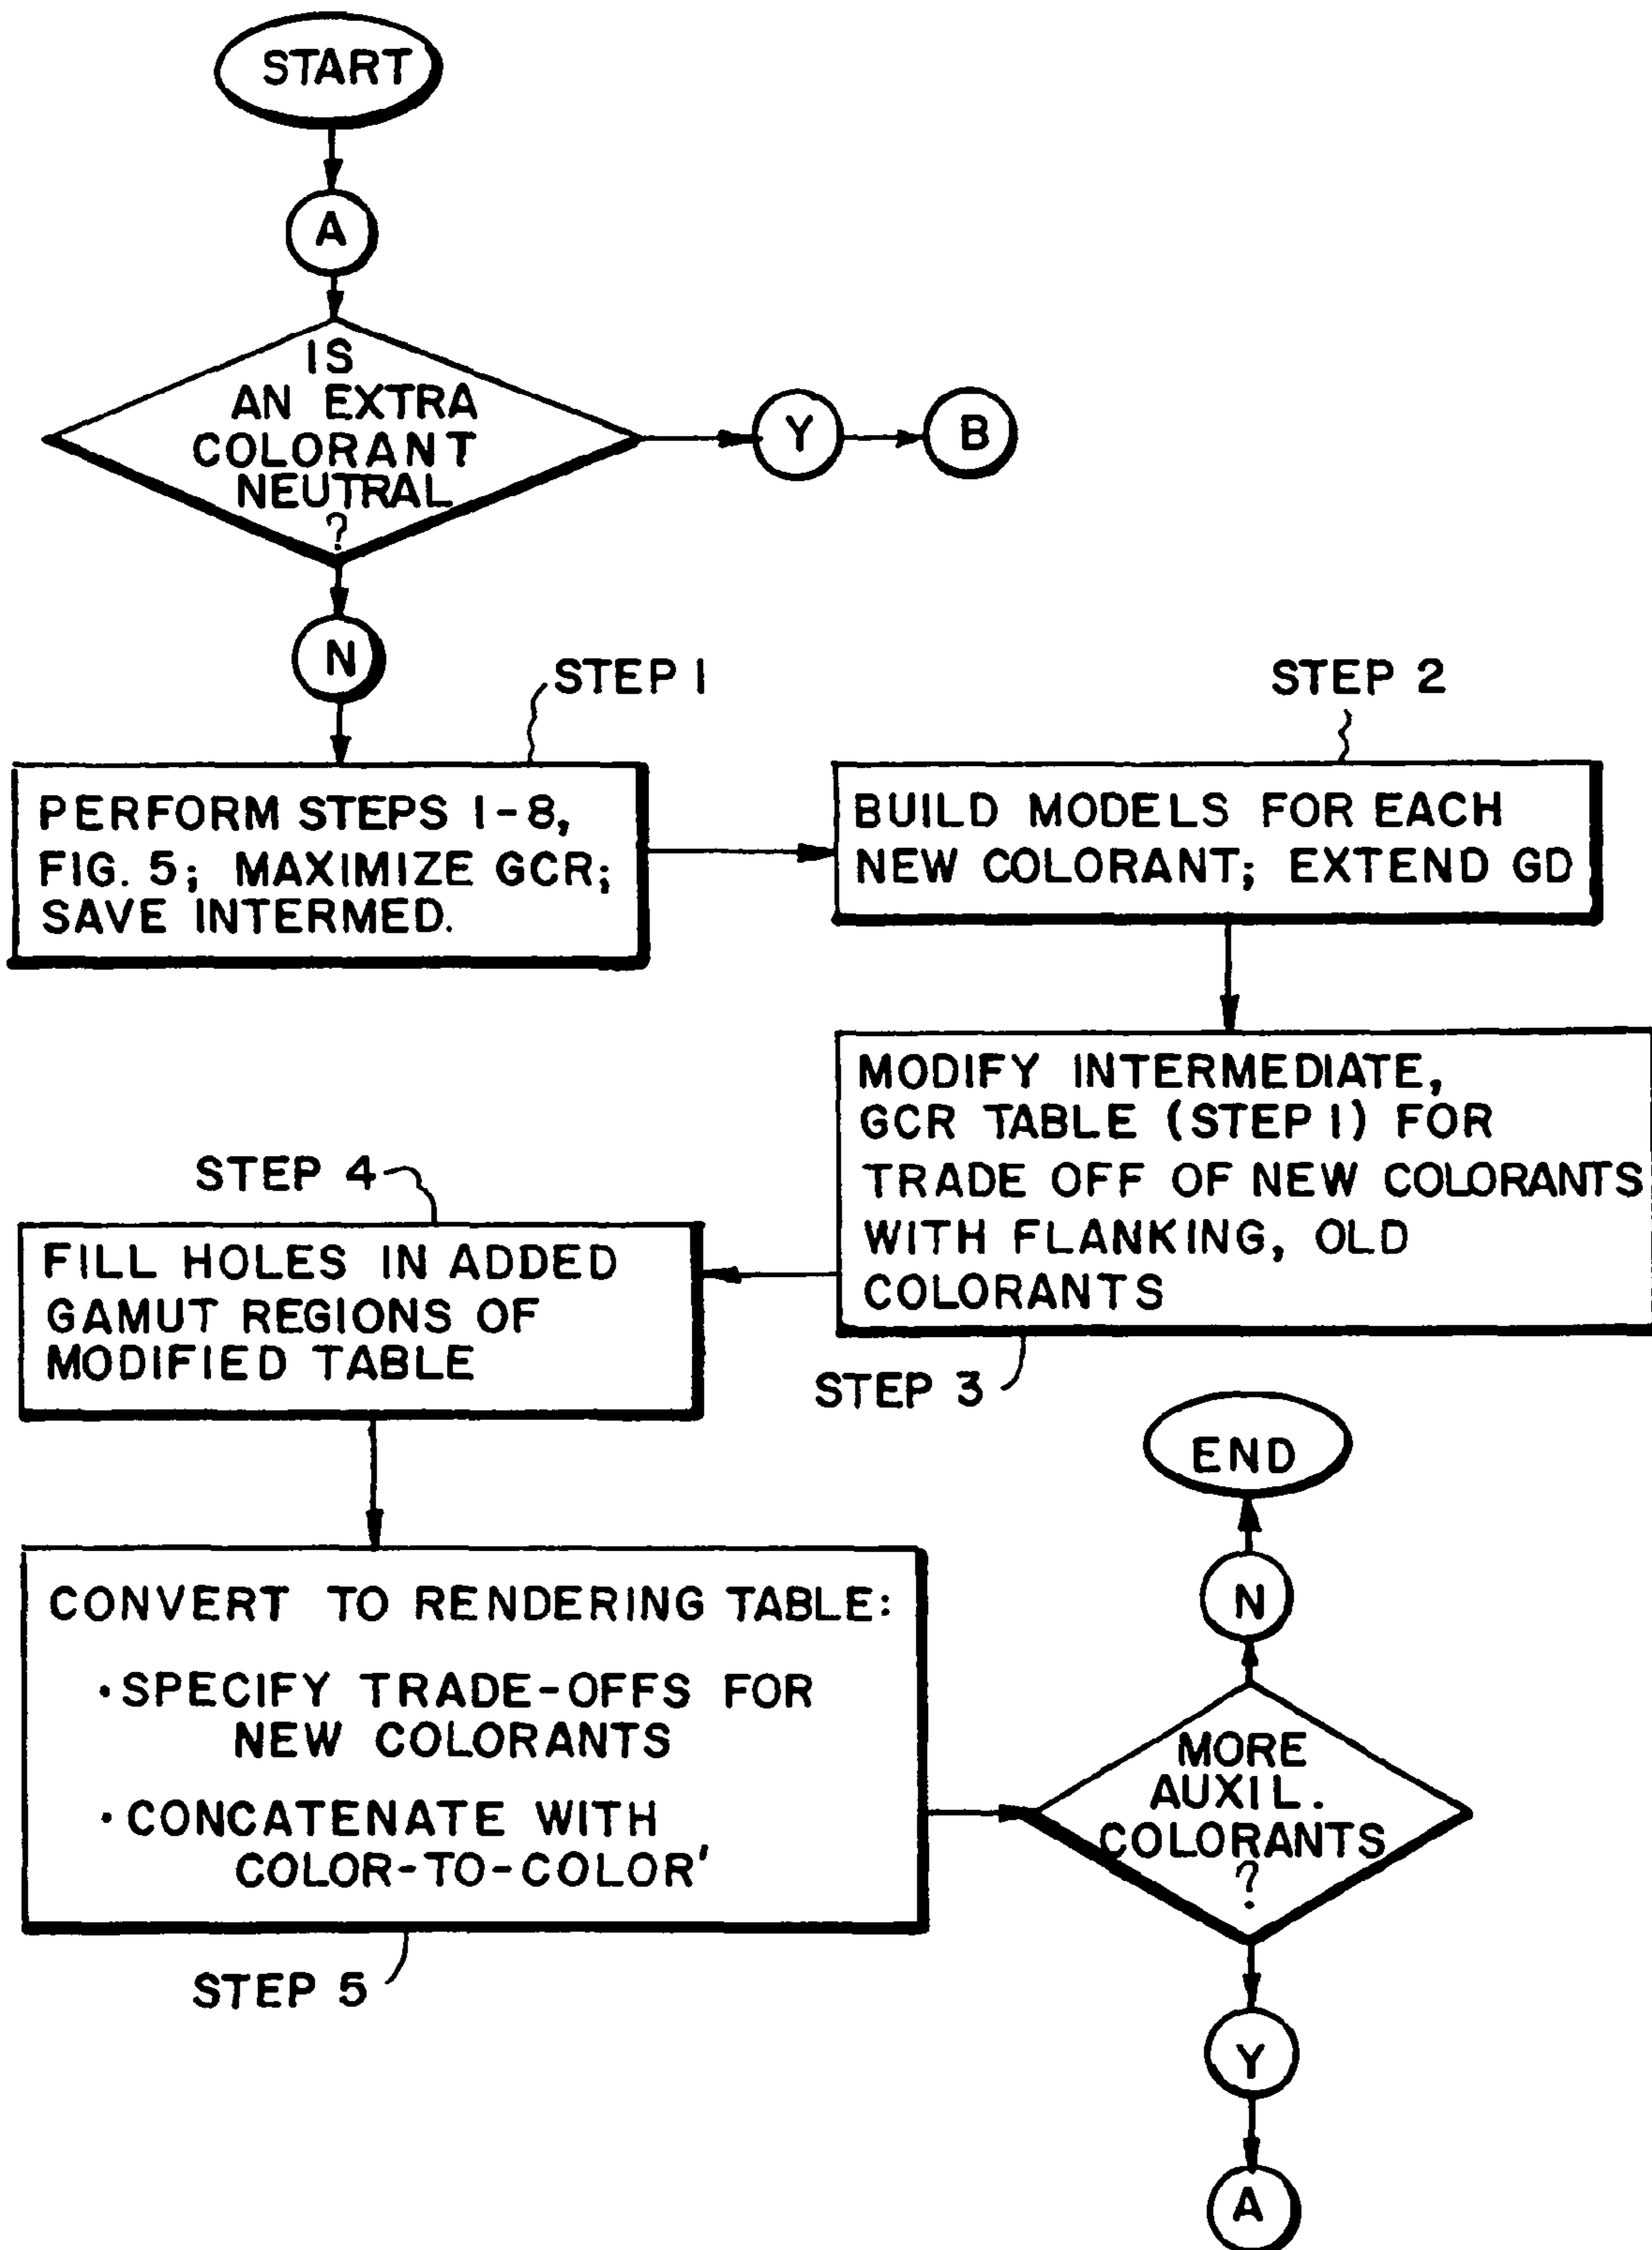 START
A
IS
AN EXTRA
COLORANT
NEUTRAL
?
Y
B
N
STEP 1
PERFORM STEPS 1-8,
FIG. 5; MAXIMIZE GCR;
SAVE INTERMED.
STEP 2
BUILD MODELS FOR EACH
NEW COLORANT; EXTEND GD
MODIFY INTERMEDIATE,
GCR TABLE (STEP 1) FOR
TRADE OFF OF NEW COLORANTS
WITH FLANKING, OLD
COLORANTS
STEP 3
STEP 4
FILL HOLES IN ADDED
GAMUT REGIONS OF
MODIFIED TABLE
CONVERT TO RENDERING TABLE:
·SPECIFY TRADE-OFFS FOR
NEW COLORANTS
·CONCATENATE WITH
COLOR-TO-COLOR'
STEP 5
END
N
MORE
AUXIL.
COLORANTS
?
Y
A